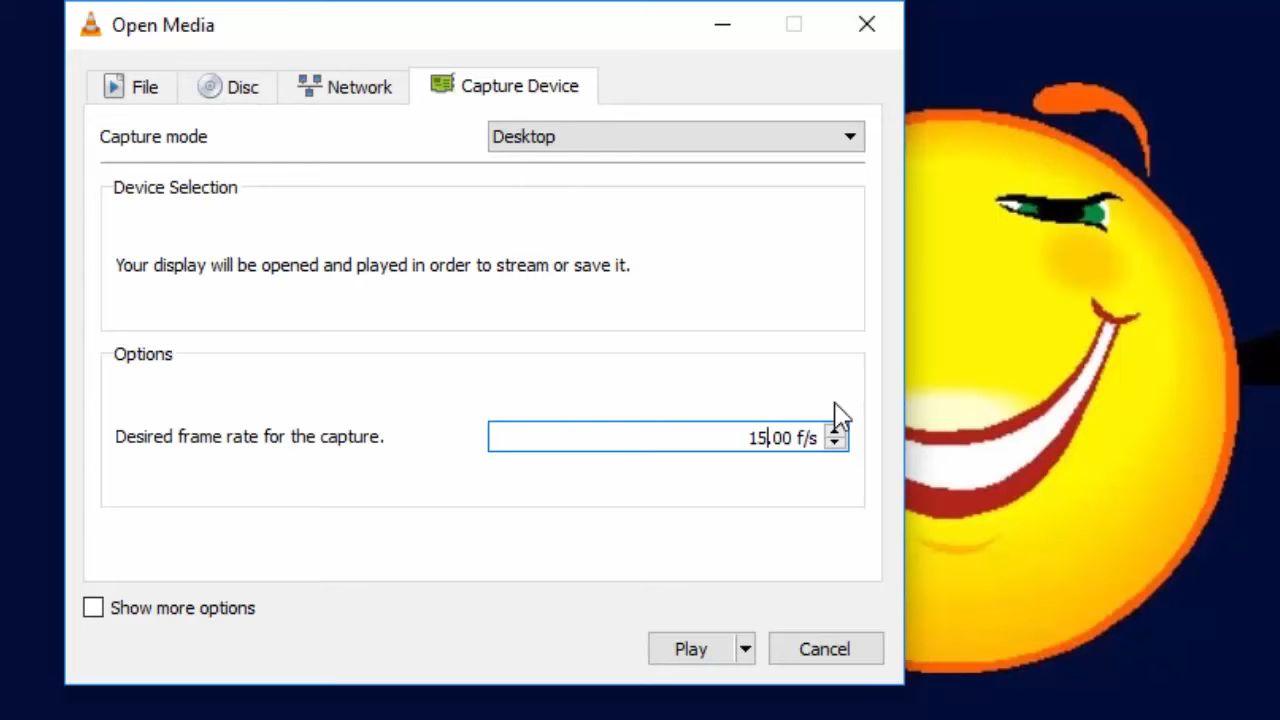 Open Media
File
Disc
Network
Capture Device
Capture mode
Desktop
Device Selection
Your display will be opened and played in order to stream or save it.
Options
Desired frame rate for the capture.
15.00 f/s
Show more options
Play
Cancel